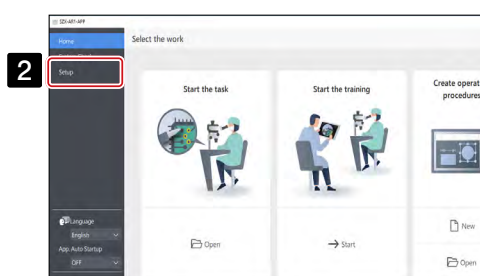 SZX-AR1-APP
Home
Select the work
2
Setup
Start the task
Start the training
Create operat
procedures
Language
English
App Auto Startup
OFF
Open
Start
New
Open